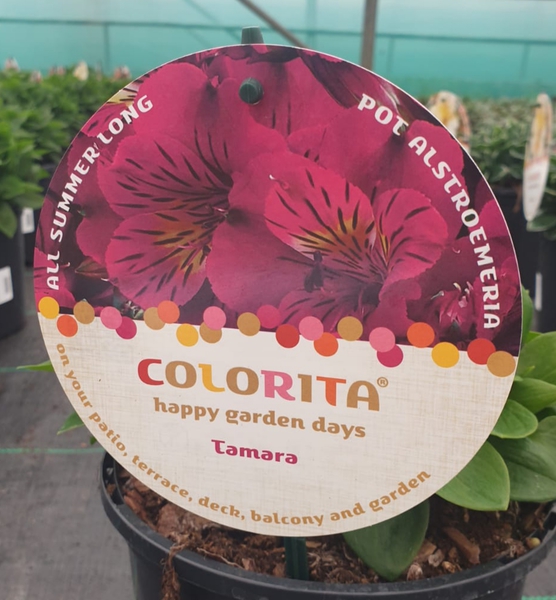 ALL SUMMER LONG
POT ALSTROEMERIA
COLORITA®
happy garden days
Tamara
on your patio, terrace, deck, balcony and garden